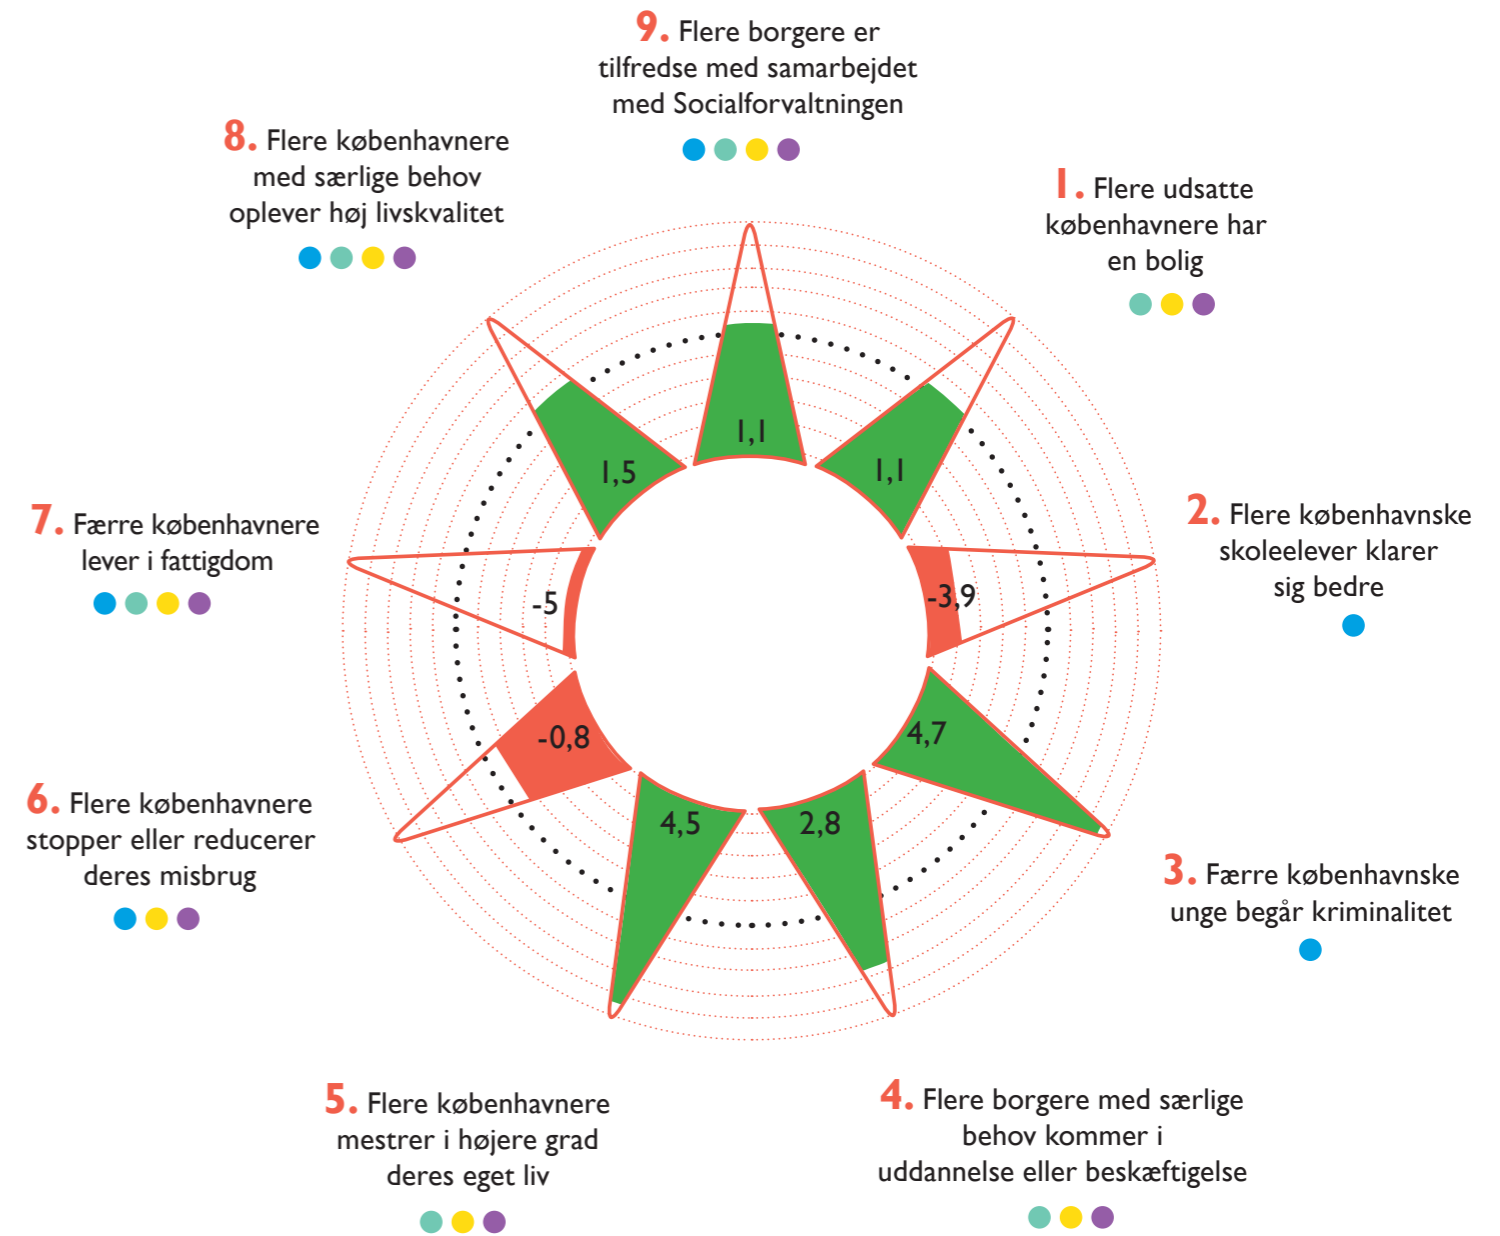 9. Flere borgere er
tilfredse med samarbejdet
med Socialforvaltningen
8. Flere københavnere
med særlige behov
oplever høj livskvalitet
1. Flere udsatte
københavnere har
en bolig
1,1
1,5
1,1
7. Færre københavnere
lever i fattigdom
2. Flere københavnske
skoleelever klarer
sig bedre
-5
-3,9
-0,8
4,7
4,5
2,8
6. Flere københavnere
stopper eller reducerer
deres misbrug
3. Færre københavnske
unge begår kriminalitet
5. Flere københavnere
mestrer i højere grad
deres eget liv
4. Flere borgere med særlige
behov kommer i
uddannelse eller beskæftigelse